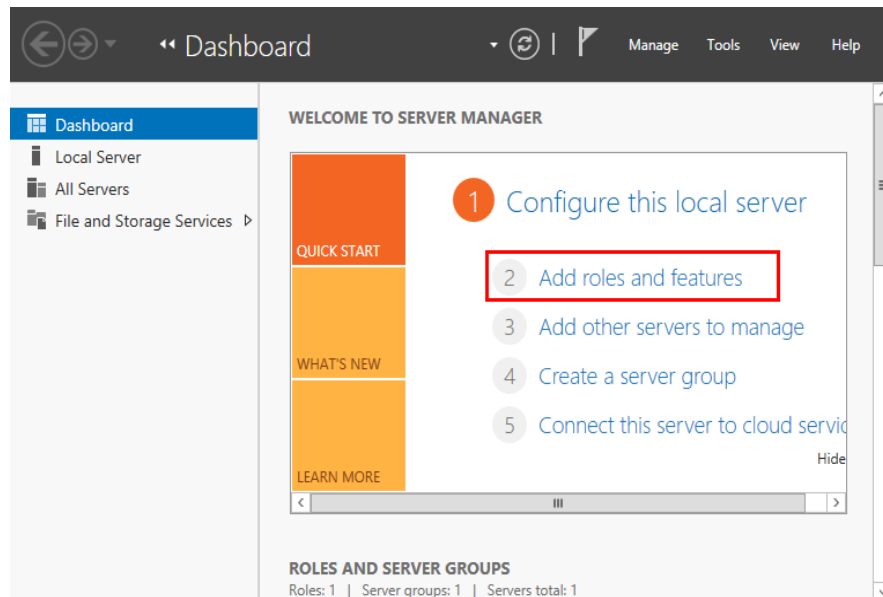 Dashboard
Manage Tools View Help
Dashboard
Local Server
All Servers
File and Storage Services
WELCOME TO SERVER MANAGER
QUICK START
WHAT'S NEW
LEARN MORE
1 Configure this local server
2 Add roles and features
3 Add other servers to manage
4 Create a server group
5 Connect this server to cloud servic
Hide
ROLES AND SERVER GROUPS
Roles: 1 | Server groups: 1 | Servers total: 1